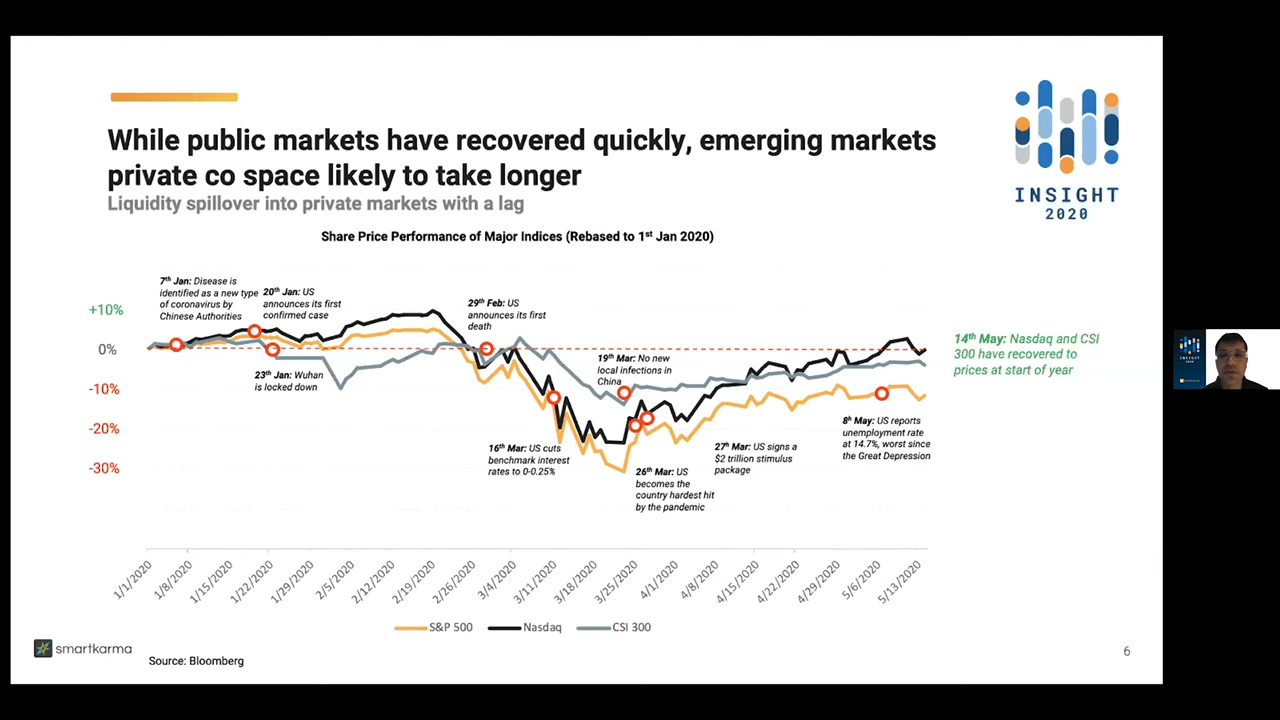 While public markets have recovered quickly, emerging markets
private co space likely to take longer
Liquidity spillover into private markets with a lag
INSIGHT
2020
Share Price Performance of Major Indices (Rebased to 1st Jan 2020)
7th Jan: Disease is
identified as a new type
of coronavirus by
Chinese Authorities
20th Jan: US
announces its first
confirmed case
29th Feb: US
announces its first
death
+10%
0%
-10%
-20%
-30%
23th Jan: Wuhan
is locked down
19th Mar: No new
local infections in
China
14th May: Nasdaq and CSI
300 have recovered to
prices at start of year
16th Mar: US cuts
benchmark interest
rates to 0-0.25%
26th Mar: US
becomes the
country hardest hit
by the pandemic
27th Mar: US signs a
$2 trillion stimulus
package
8h May: US reports
unemployment rate
at 14.7%, worst since
the Great Depression
1/1/2020
1/8/2020
1/15/2020
1/22/2020
1/29/2020
2/5/2020
2/12/2020
2/19/2020
2/26/2020
3/4/2020
3/11/2020
3/18/2020
3/25/2020
4/1/2020
4/8/2020
4/15/2020
4/22/2020
4/29/2020
5/6/2020
5/13/2020
S&P 500 Nasdaq CSI 300
smartkarma
Source: Bloomberg
6
INSIGHT